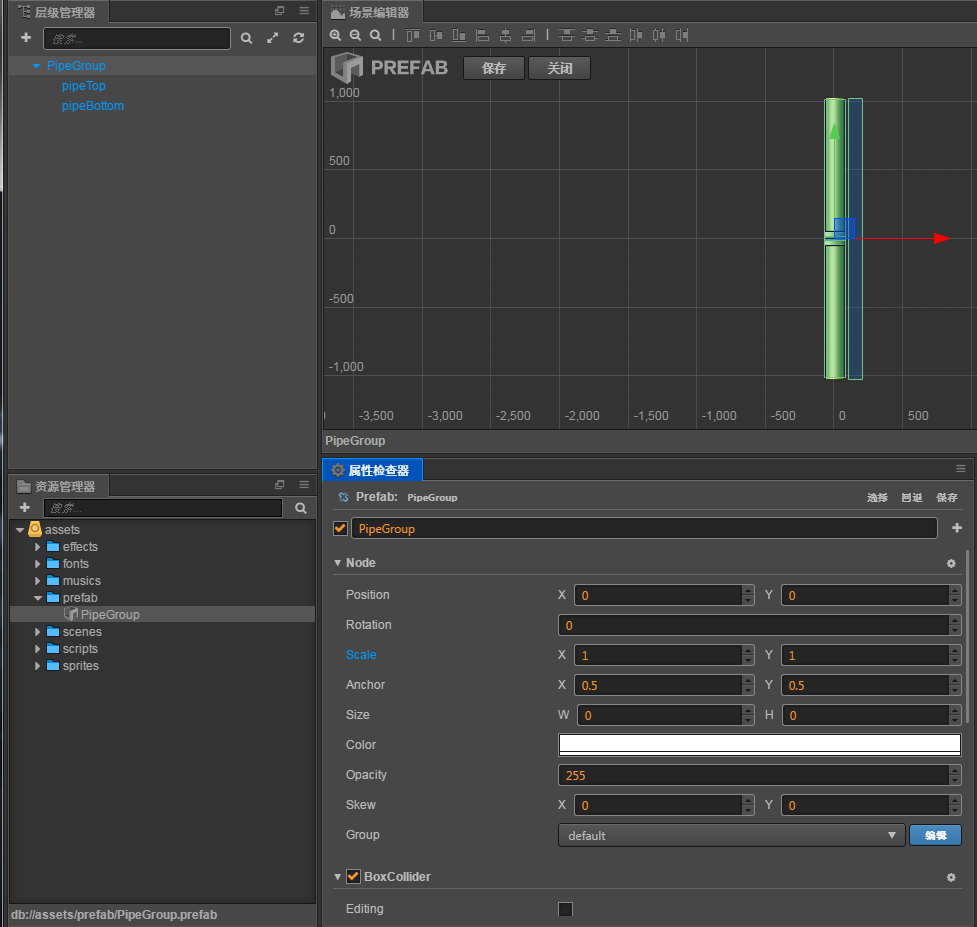 层级管理器
搜索...
PipeGroup
pipeTop
pipeBottom
场景编辑器
PREFAB
保存
关闭
1,000
500
0
-500
-1,000
-3,500
-3,000
-2,500
-2,000
-1,500
-1,000
-500
0
500
PipeGroup
资源管理器
搜索...
assets
effects
fonts
musics
prefab
PipeGroup
scenes
scripts
sprites
db://assets/prefab/PipeGroup.prefab
属性检查器
Prefab: PipeGroup 选择 回退 保存
PipeGroup
Node
Position X 0 Y 0
Rotation 0
Scale X 1 Y 1
Anchor X 0.5 Y 0.5
Size W 0 H 0
Color
Opacity 255
Skew X 0 Y 0
Group default 编辑
BoxCollider
Editing